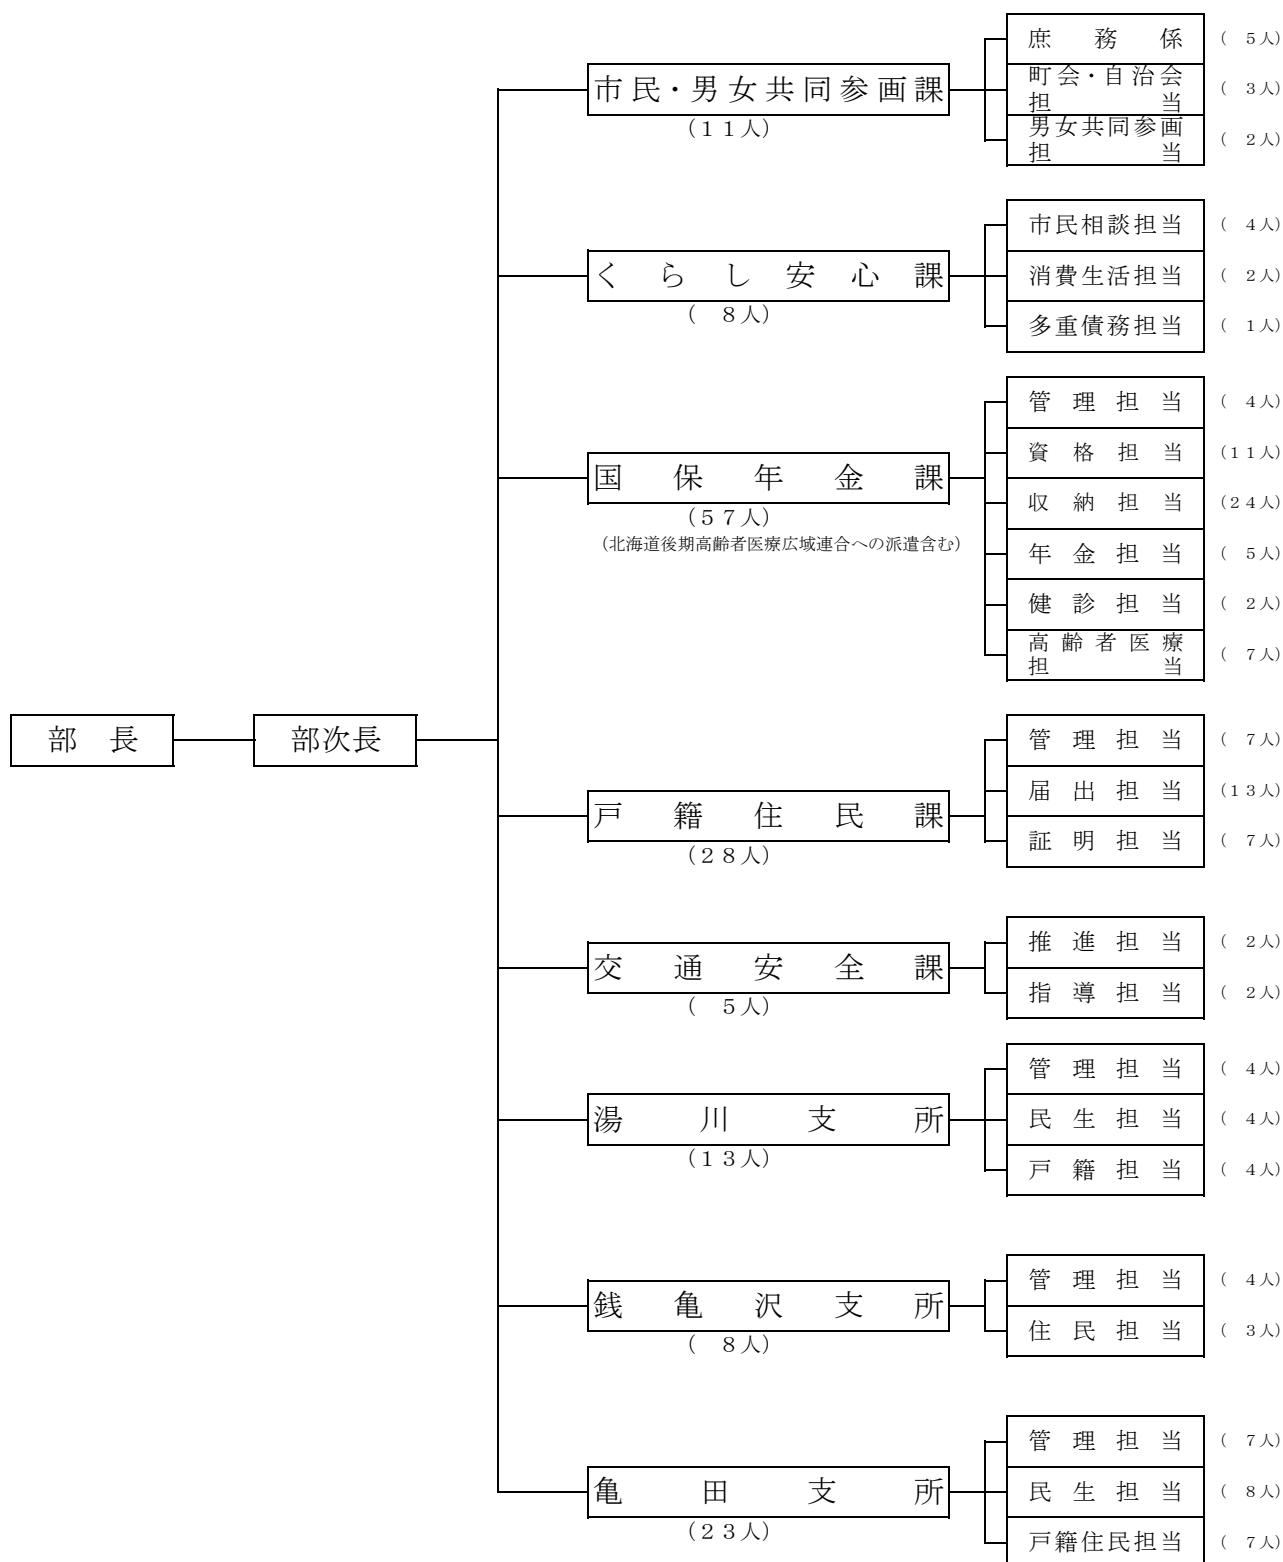 部　長
部次長
市民・男女共同参画課
（１１人）
庶務係
（　５人）
町会・自治会
担当
（　３人）
男女共同参画
担当
（　２人）
くらし安心課
（　８人）
市民相談担当
（　４人）
消費生活担当
（　２人）
多重債務担当
（　１人）
国保年金課
（５７人）
（北海道後期高齢者医療広域連合への派遣含む）
管理担当
（　４人）
資格担当
（１１人）
収納担当
（２４人）
年金担当
（　５人）
健診担当
（　２人）
高齢者医療
担当
（　７人）
戸籍住民課
（２８人）
管理担当
（　７人）
届出担当
（１３人）
証明担当
（　７人）
交通安全課
（　５人）
推進担当
（　２人）
指導担当
（　２人）
湯川支所
（１３人）
管理担当
（　４人）
民生担当
（　４人）
戸籍担当
（　４人）
銭亀沢支所
（　８人）
管理担当
（　４人）
住民担当
（　３人）
亀田支所
（２３人）
管理担当
（　７人）
民生担当
（　８人）
戸籍住民担当
（　７人）